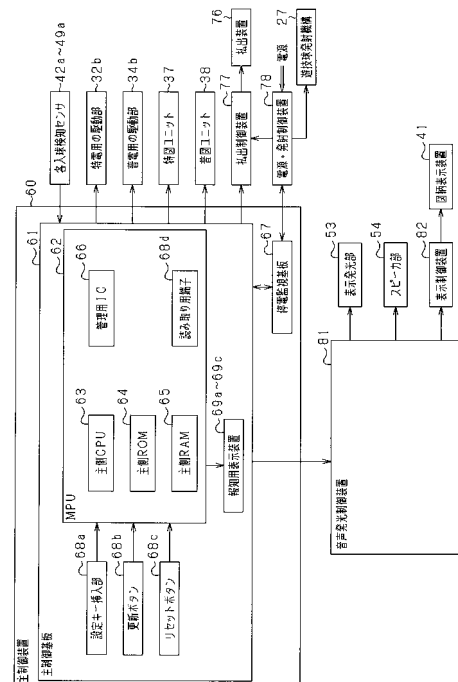 主制御装置
60
主制御基板
61
62
設定キー挿入部
68a
更新ボタン
68b
リセットボタン
68c
MPU
主側CPU
63
主側ROM
64
主側RAM
65
管理用IC
66
読み取り用端子
68d
報知用表示装置
69a～69c
停電監視基板
67
各入球検知センサ
42a～49a
特電用の駆動部
32b
普電用の駆動部
34b
特図ユニット
37
普図ユニット
38
払出制御装置
77
払出装置
76
電源・発射制御装置
78
電源
遊技球発射機構
27
音声発光制御装置
81
表示発光部
53
スピーカ部
54
表示制御装置
82
図柄表示装置
41